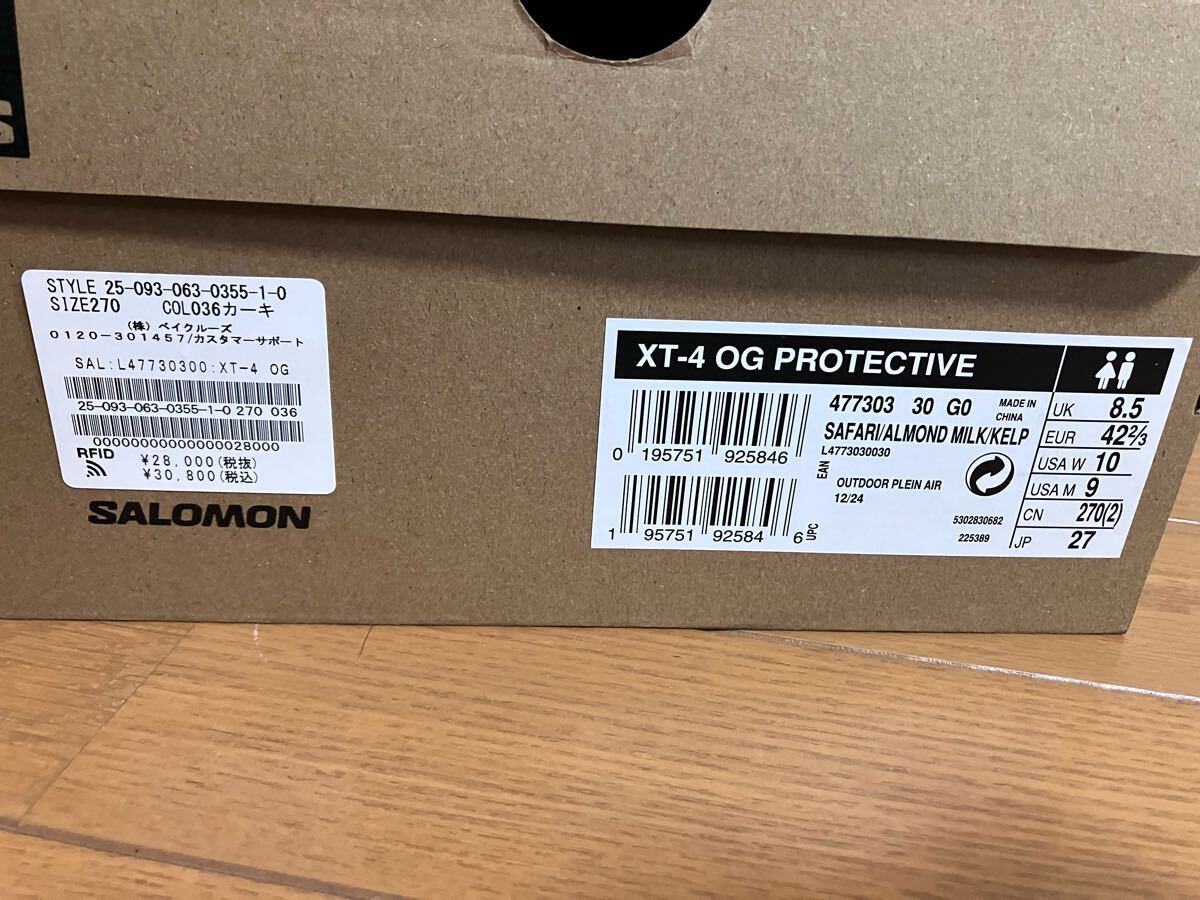 S
STYLE 25-093-063-0355-1-0
SIZE270 COL036カーキ
(株) ベイクルーズ
0120-301457/カスタマーサポート
SAL:L47730300:XT-4 OG
25-093-063-0355-1-0 270 036
00000000000000028000
RFID
¥28,000(税抜)
¥30,800(税込)
SALOMON
XT-4 OG PROTECTIVE
477303 30 G0
MADE IN CHINA
SAFARI/ALMOND MILK/KELP
L4773030030
0 195751 925846
EAN
OUTDOOR PLEIN AIR
12/24
1 95751 92584 6
UPC
5302830682
225389
UK 8.5
EUR 42⅔
USA W 10
USA M 9
CN 270(2)
JP 27